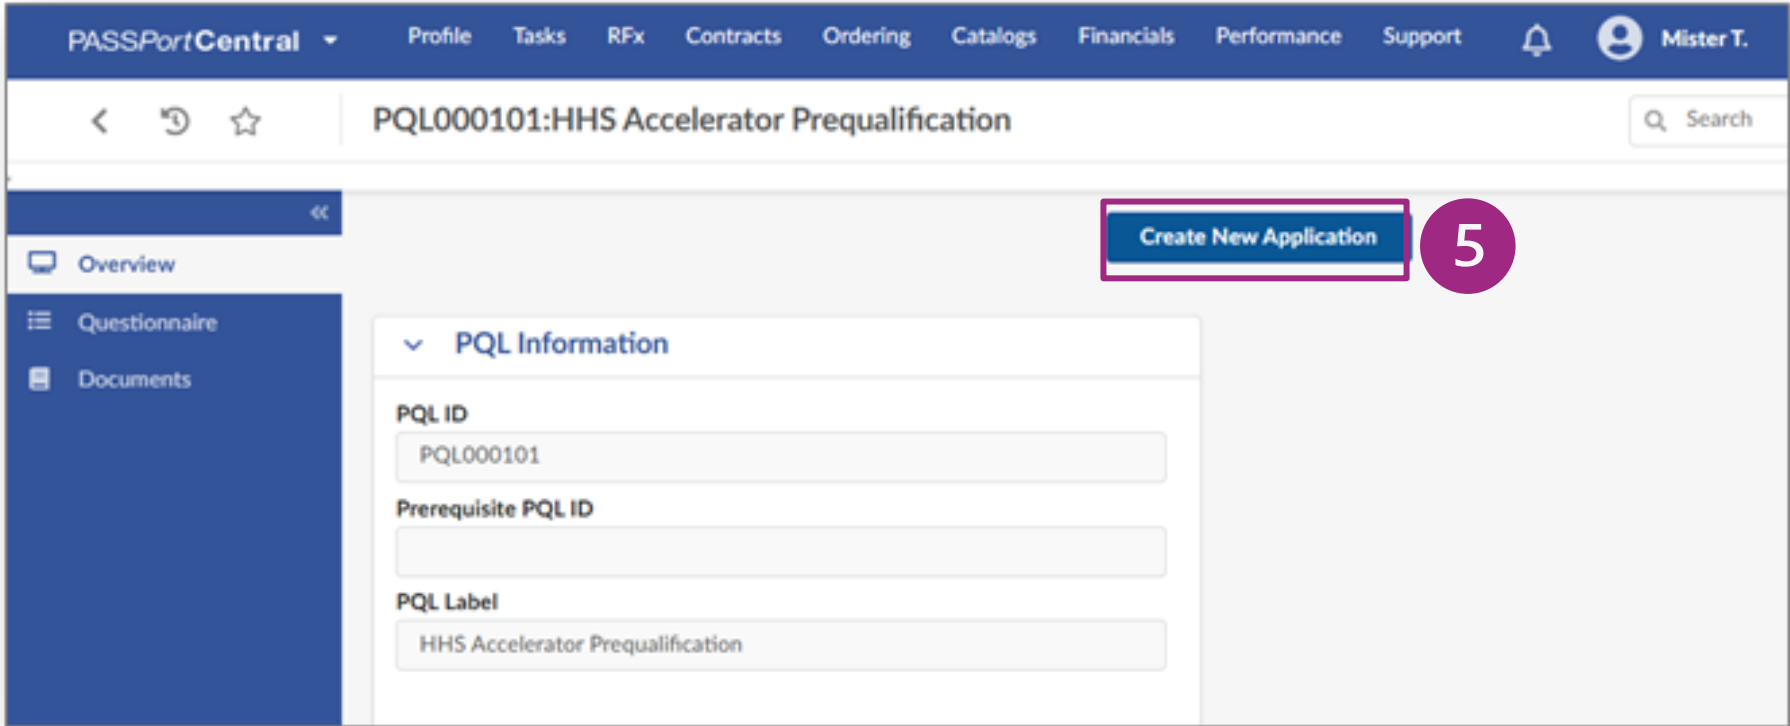 PASSPortCentral Profile Tasks RFx Contracts Ordering Catalogs Financials Performance Support Mister T.
PQL000101:HHS Accelerator Prequalification Search
Create New Application 5
Overview
Questionnaire
Documents
PQL Information
PQL ID
PQL000101
Prerequisite PQL ID
PQL Label
HHS Accelerator Prequalification